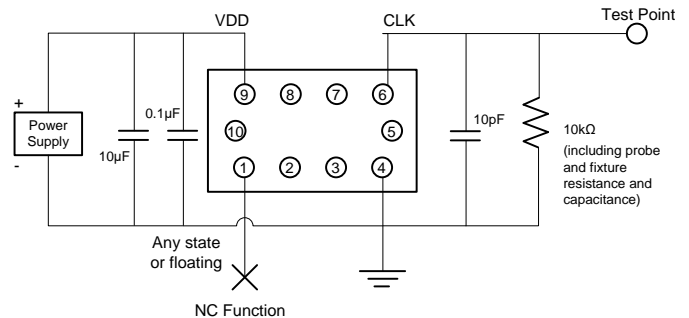 VDD
CLK
Test Point
+
Power
Supply
-
10µF
0.1µF
9
8
7
6
10
5
1
2
3
4
10pF
10kΩ
(including probe
and fixture
resistance and
capacitance)
Any state
or floating
NC Function